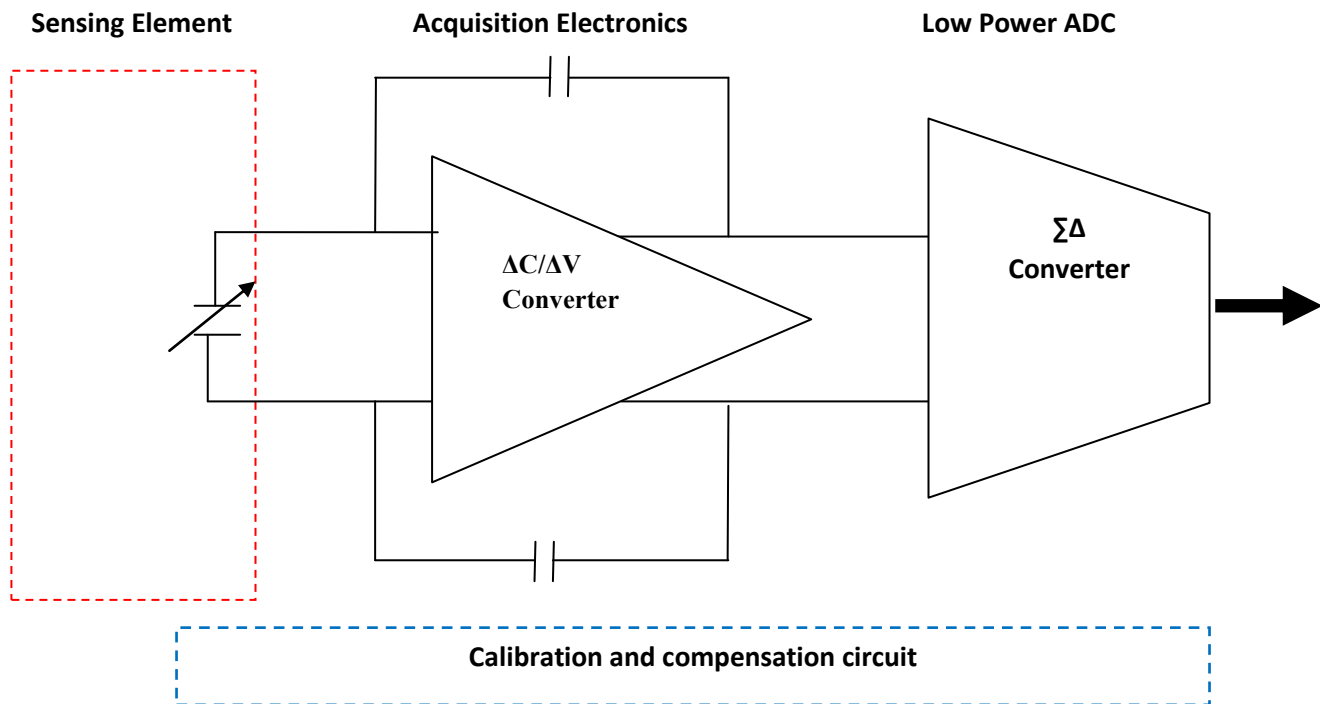 Sensing Element
Acquisition Electronics
Low Power ADC
ΔC/ΔV
Converter
∑Δ
Converter
Calibration and compensation circuit